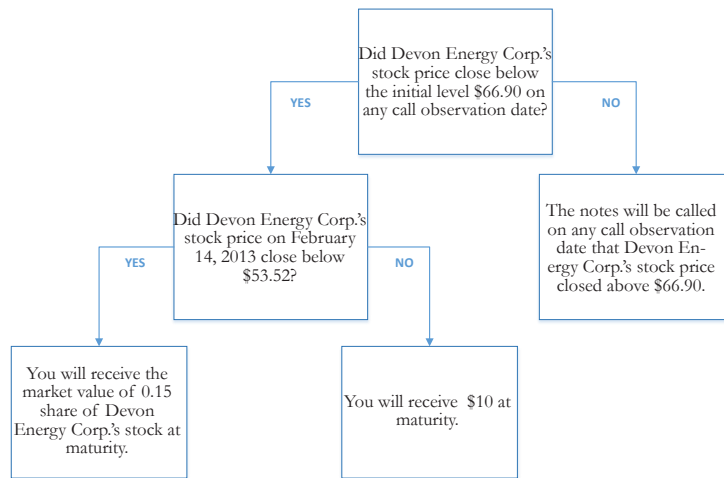 Did Devon Energy Corp.'s
stock price close below
the initial level $66.90 on
any call observation date?
YES
NO
Did Devon Energy Corp.'s
stock price on February
14, 2013 close below
$53.52?
The notes will be called
on any call observation
date that Devon En-
ergy Corp.'s stock price
closed above $66.90.
YES
NO
You will receive the
market value of 0.15
share of Devon
Energy Corp.'s stock at
maturity.
You will receive $10 at
maturity.